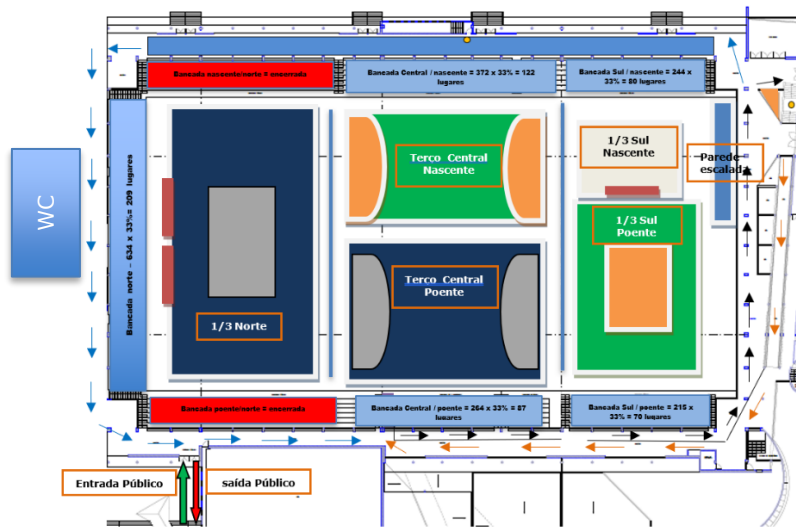 Bancada nascente/norte = encerrada
Bancada Central / nascente = 372 x 33% = 122
lugares
Bancada Sul / nascente = 244 x
33% = 80 lugares
WC
Bancada norte – 634 x 33%= 209 lugares
Terco Central
Nascente
1/3 Sul
Nascente
Parede
escalada
1/3 Sul
Poente
Terco Central
Poente
1/3 Norte
Bancada poente/norte = encerrada
Bancada Central / poente = 264 x 33% = 87
lugares
Bancada Sul / poente = 215 x
33% = 70 lugares
Entrada Público
saída Público